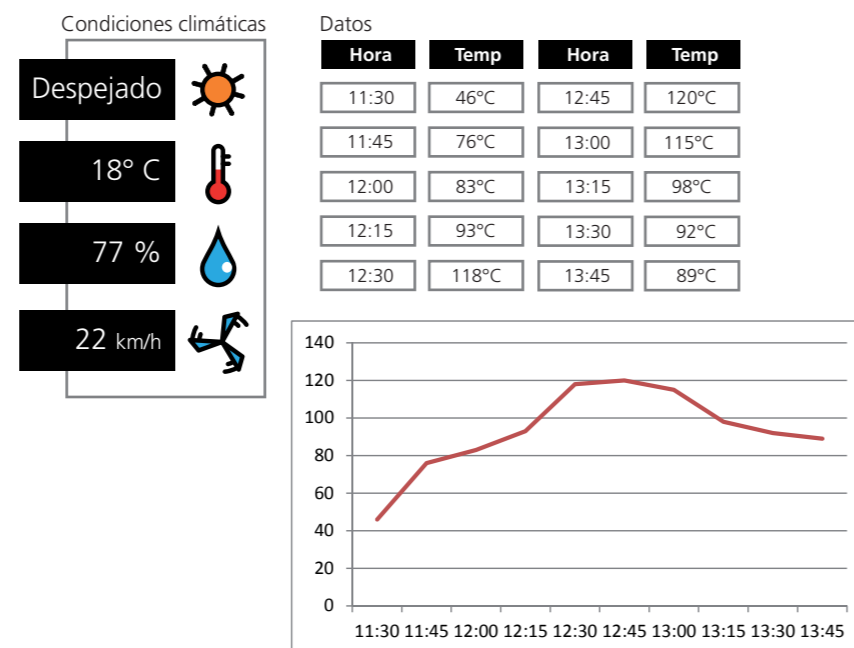 Condiciones climáticas
Despejado
18° C
77 %
22 km/h
Datos
Hora Temp Hora Temp
11:30 46°C 12:45 120°C
11:45 76°C 13:00 115°C
12:00 83°C 13:15 98°C
12:15 93°C 13:30 92°C
12:30 118°C 13:45 89°C
140
120
100
80
60
40
20
0
11:30 11:45 12:00 12:15 12:30 12:45 13:00 13:15 13:30 13:45